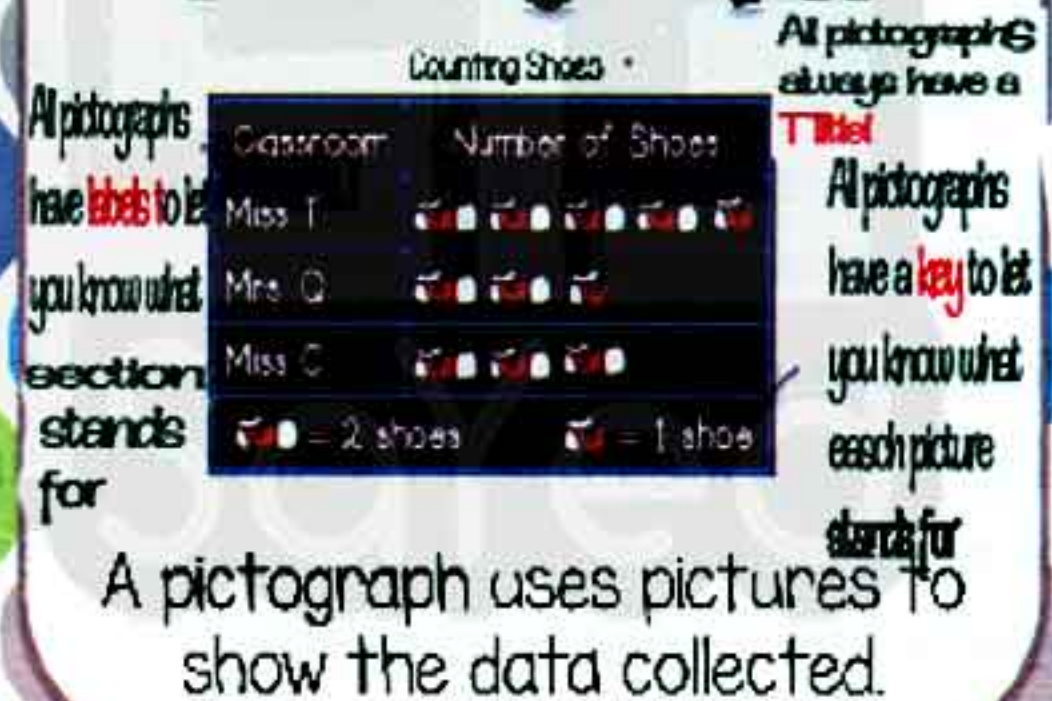 All pictographS
always have a
TTitle!
Counting Shoes
All pictographs
have labels to let
you know what
section
stands
for
Classroom Number of Shoes
Miss T
Mrs Q
Miss C
= 2 shoes = 1 shoe
All pictographs
have a key to let
you know what
easch picture
stands for
A pictograph uses pictures to
show the data collected.